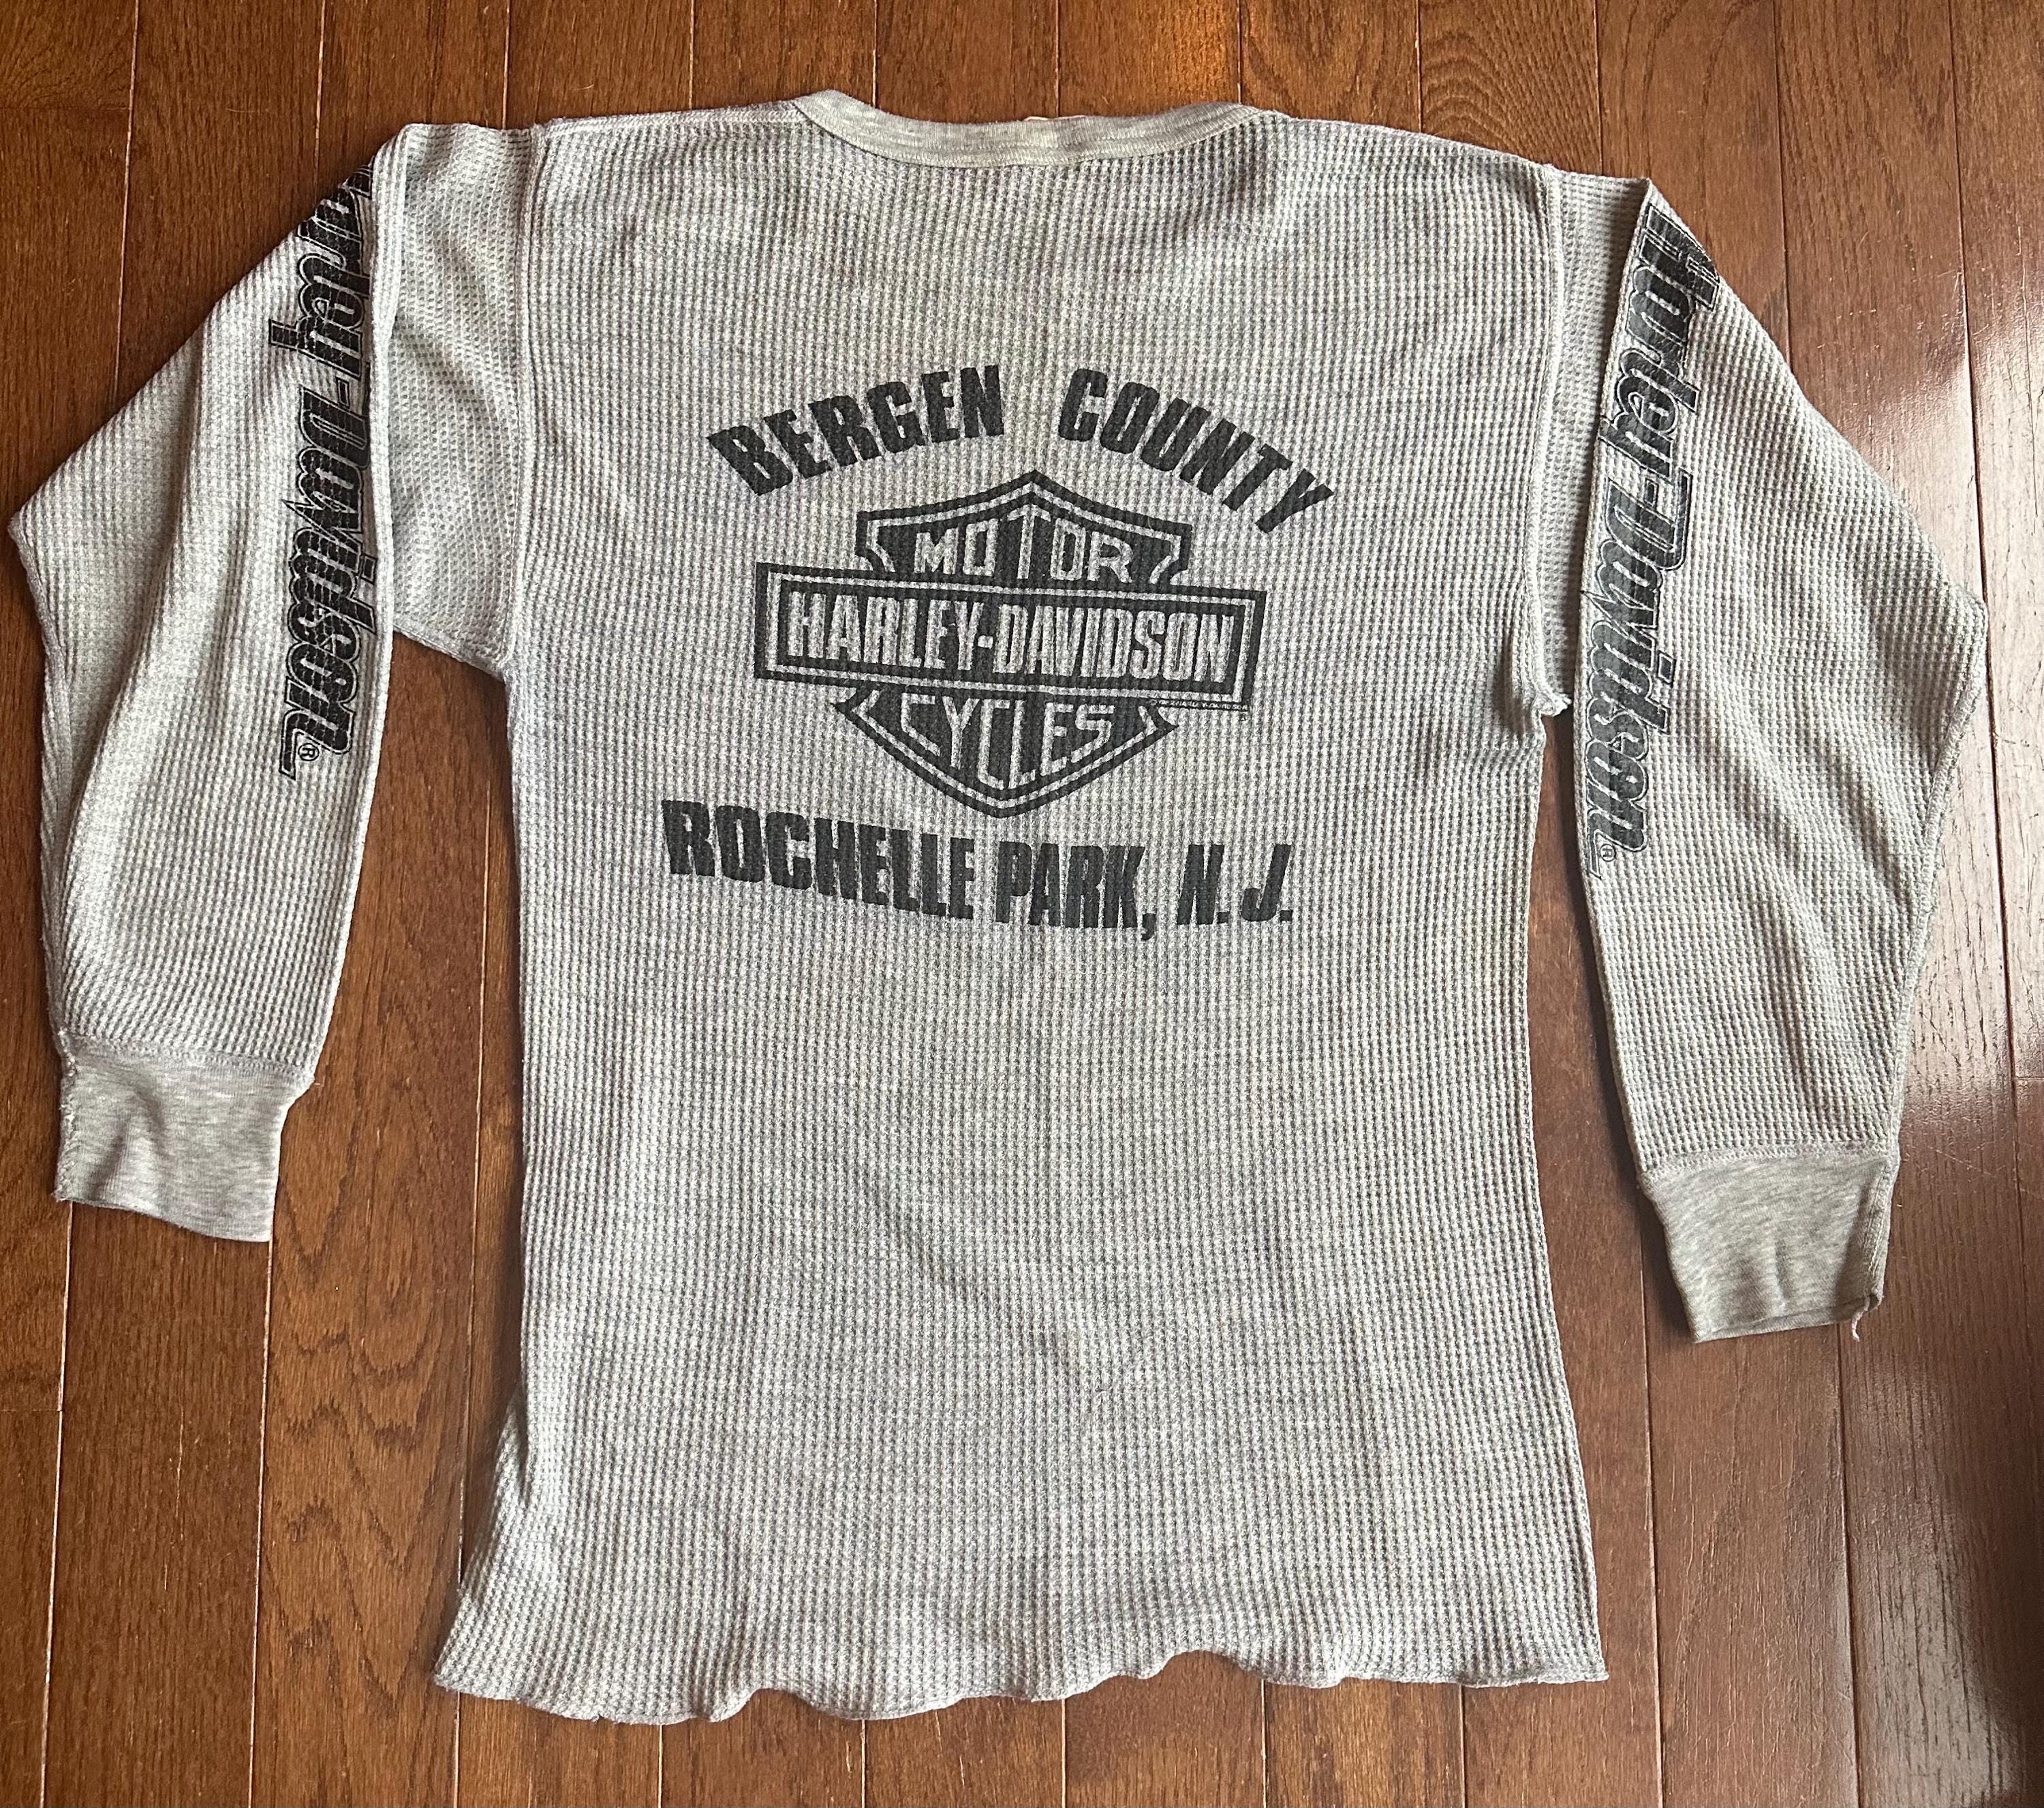 BERGEN COUNTY
MOTOR
HARLEY-DAVIDSON
CYCLES
ROCHELLE PARK, N.J.
Harley-Davidson®
Harley-Davidson®